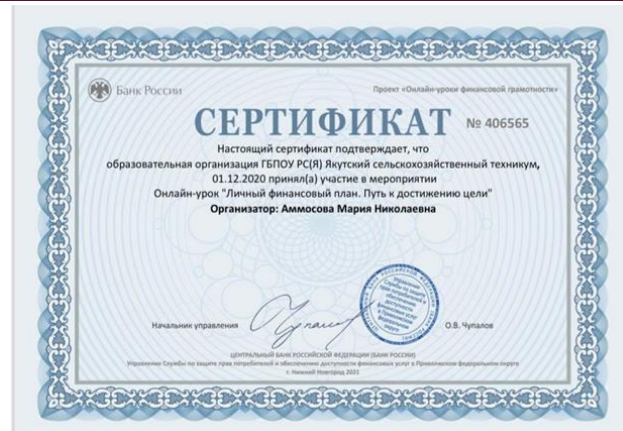 Банк России
Проект «Онлайн-уроки финансовой грамотности»
СЕРТИФИКАТ № 406565
Настоящий сертификат подтверждает, что
образовательная организация ГБПОУ РС(Я) Якутский сельскохозяйственный техникум,
01.12.2020 принял(а) участие в мероприятии
Онлайн-урок "Личный финансовый план. Путь к достижению цели"
Организатор: Аммосова Мария Николаевна
Начальник управления
О.В. Чупалов
ЦЕНТРАЛЬНЫЙ БАНК РОССИЙСКОЙ ФЕДЕРАЦИИ (БАНК РОССИИ)
Управление Службы по защите прав потребителей и обеспечению доступности финансовых услуг в Приволжском федеральном округе
г. Нижний Новгород 2021